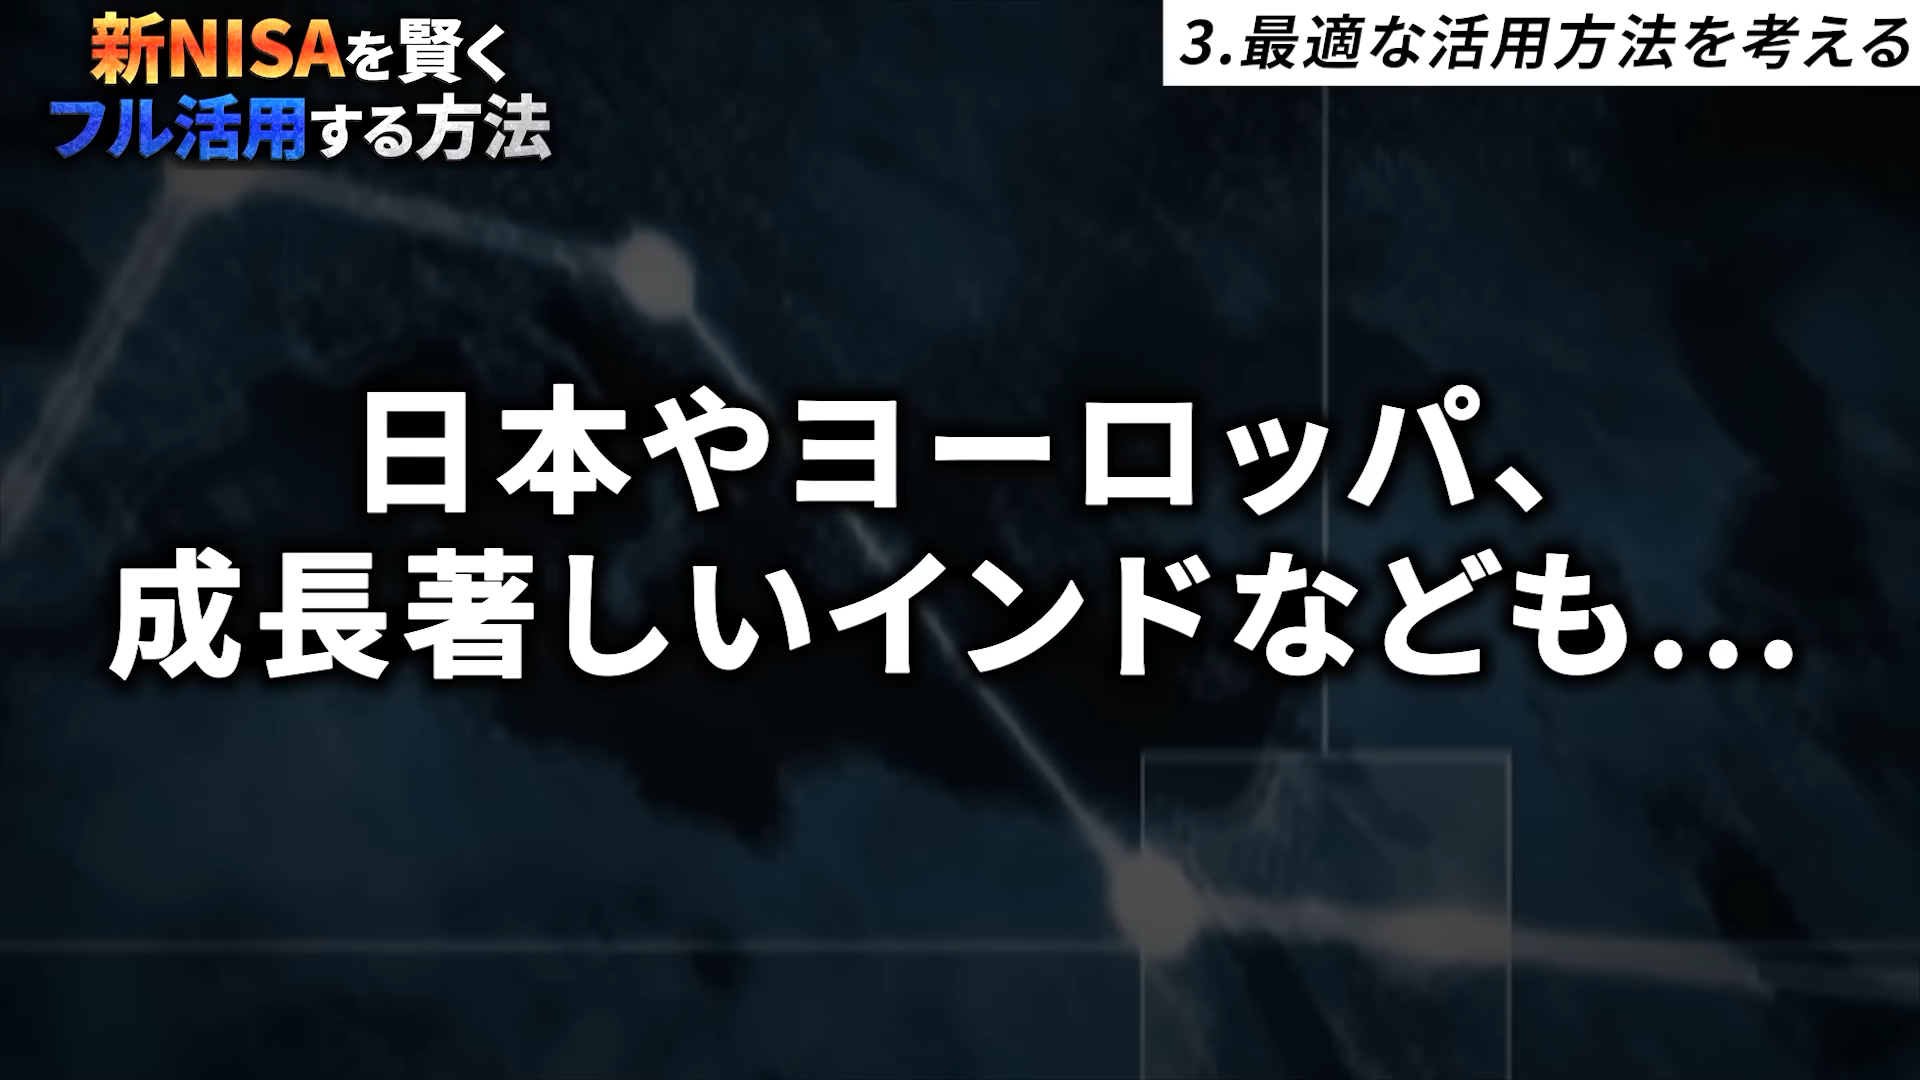 新NISAを賢く
フル活用する方法
3.最適な活用方法を考える
日本やヨーロッパ、
成長著しいインドなども…